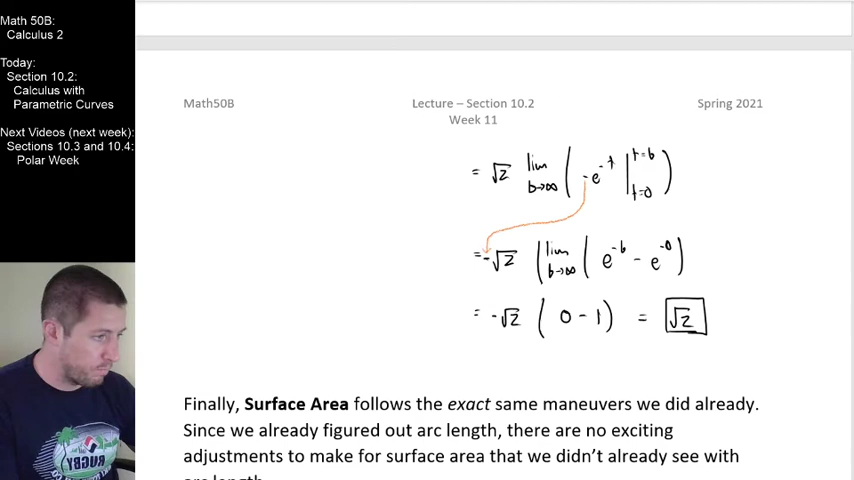 Math 50B:
Calculus 2
Today:
Section 10.2:
Calculus with
Parametric Curves
Next Videos (next week):
Sections 10.3 and 10.4:
Polar Week
Math50B
Lecture – Section 10.2
Spring 2021
Week 11
= √2 lim b→∞ ( -e^-t | t=b t=0 )
= -√2 ( lim b→∞ ( e^-b - e^-0 )
= -√2 ( 0 - 1 ) = √2
Finally, Surface Area follows the exact same maneuvers we did already.
Since we already figured out arc length, there are no exciting
adjustments to make for surface area that we didn't already see with
arc length
RUGBY